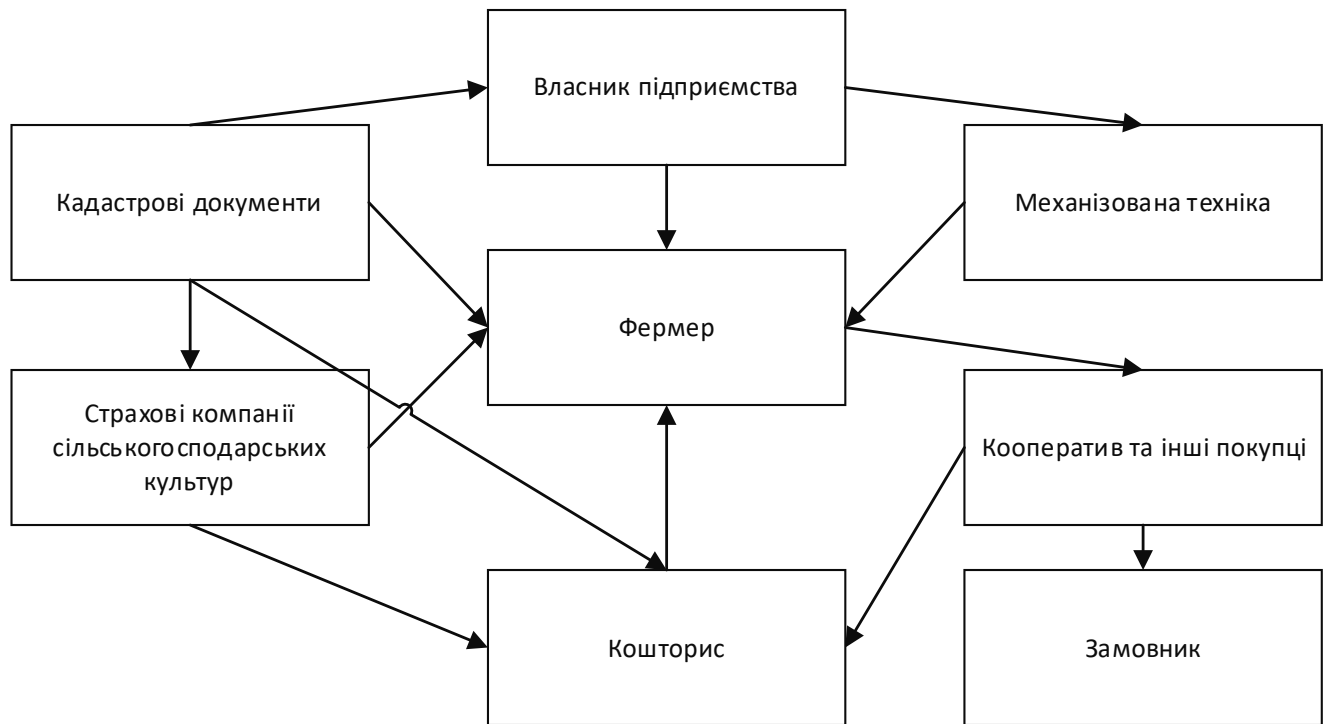 Власник підприємства
Кадастрові документи
Механізована техніка
Фермер
Страхові компанії
сільськогосподарських
культур
Кооператив та інші покупці
Кошторис
Замовник